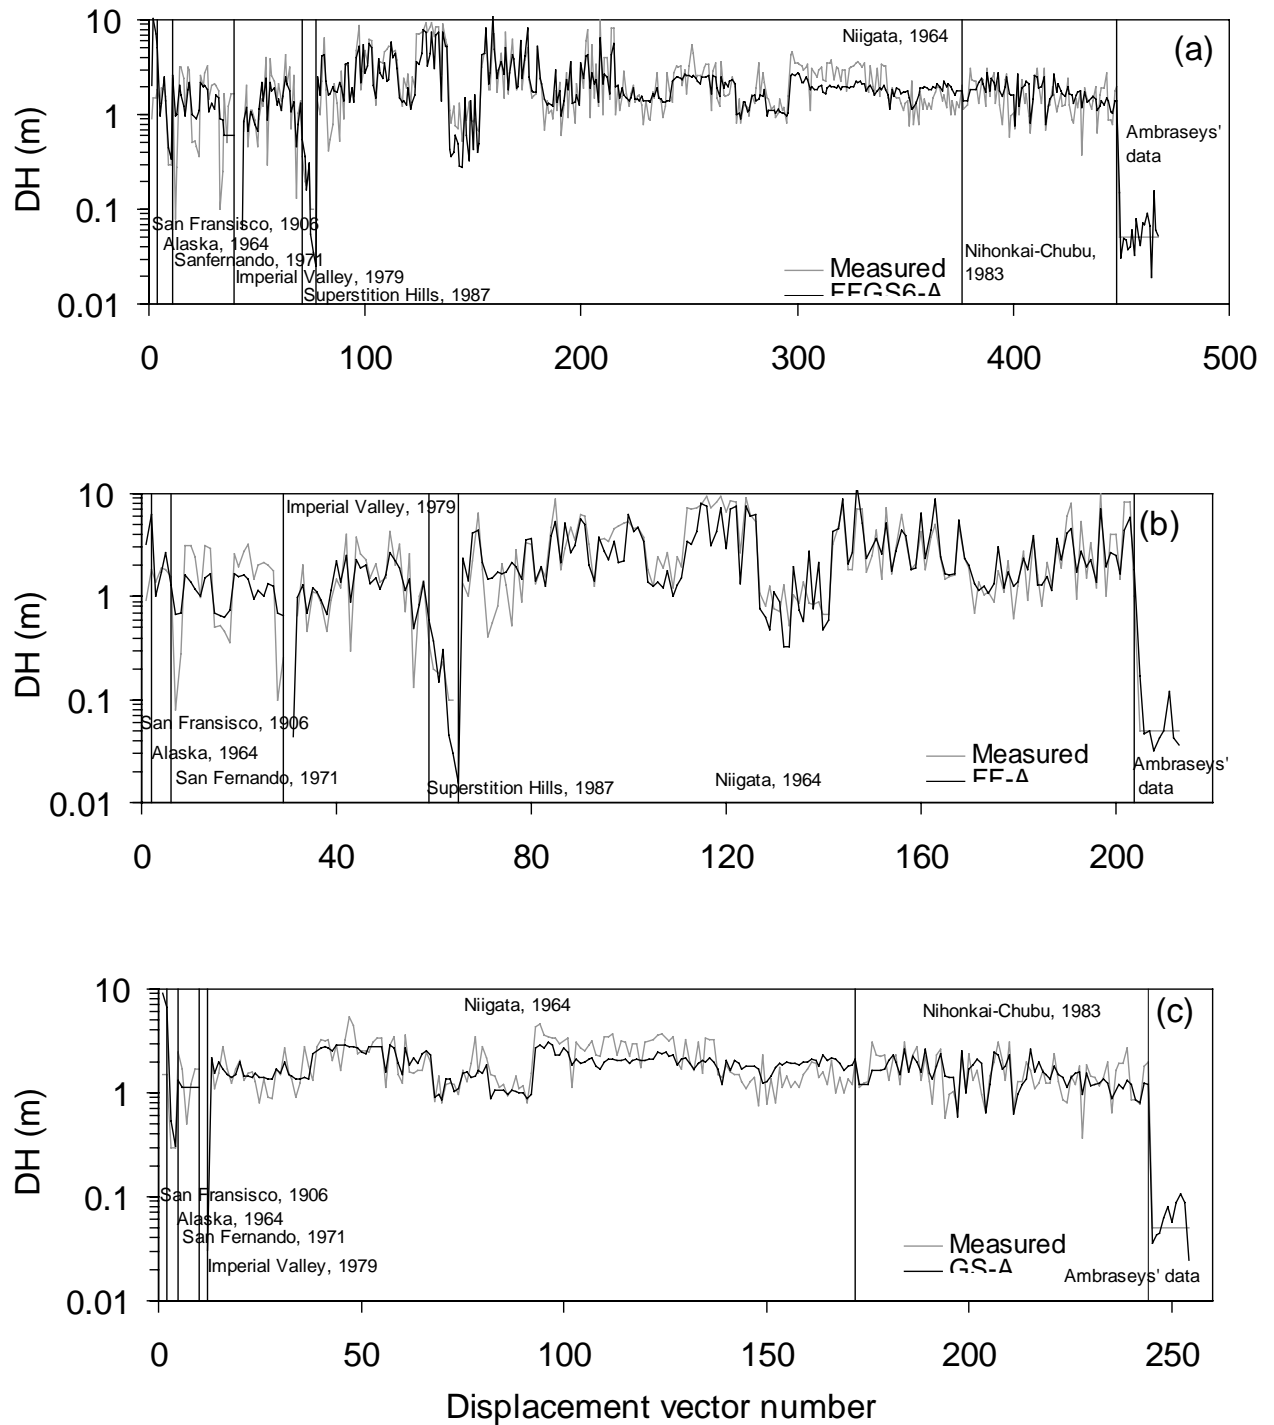 10
1
0.1
0.01
DH (m)
Niigata, 1964
(a)
Ambraseys'
data
San Fransisco, 1906
Alaska, 1964
Sanfernando, 1971
Imperial Valley, 1979
Superstition Hills, 1987
Nihonkai-Chubu,
1983
Measured
FFGS6-A
0 100 200 300 400 500
10
1
0.1
0.01
DH (m)
Imperial Valley, 1979
(b)
San Fransisco, 1906
Alaska, 1964
San Fernando, 1971
Superstition Hills, 1987
Niigata, 1964
Measured
FF-A
Ambraseys'
data
0 40 80 120 160 200
10
1
0.1
0.01
DH (m)
Niigata, 1964
Nihonkai-Chubu, 1983
(c)
San Fransisco, 1906
Alaska, 1964
San Fernando, 1971
Imperial Valley, 1979
Measured
GS-A
Ambraseys' data
0 50 100 150 200 250
Displacement vector number